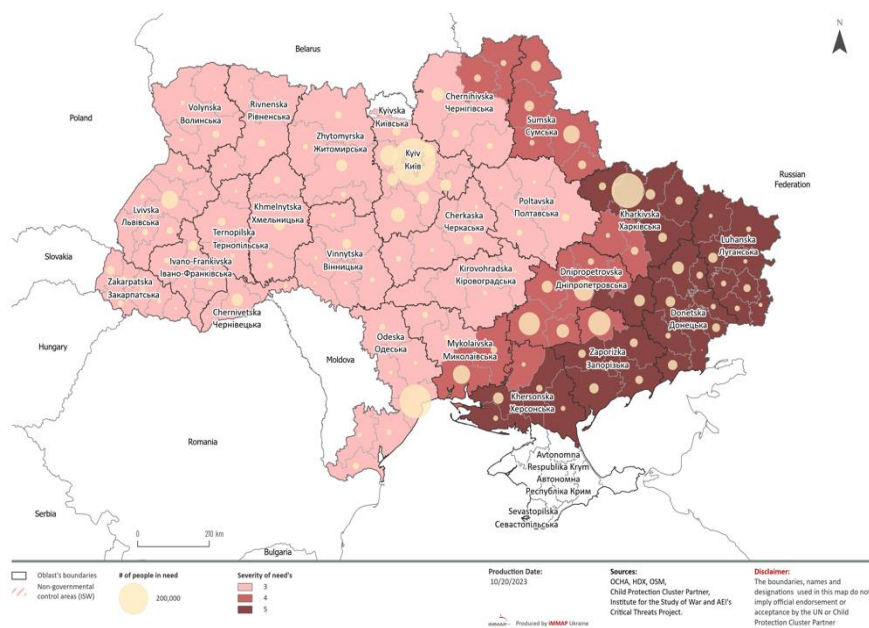 N
Belarus
Poland
Volynska
Волинська
Rivnenska
Рівненська
Zhytomyrska
Житомирська
Kyivska
Київська
Kyiv
Київ
Chernihivska
Чернігівська
Sumska
Сумська
Russian
Federation
Lvivska
Львівська
Ternopilska
Тернопільська
Khmelnytska
Хмельницька
Cherkaska
Черкаська
Poltavska
Полтавська
Kharkivska
Харківська
Luhanska
Луганська
Slovakia
Zakarpatska
Закарпатська
Ivano-Frankivska
Івано-Франківська
Vinnytska
Вінницька
Kirovohradska
Кіровоградська
Dnipropetrovska
Дніпропетровська
Donetska
Донецька
Chernivetska
Чернівецька
Hungary
Moldova
Odeska
Одеська
Mykolaivska
Миколаївська
Zaporizka
Запорізька
Khersonska
Херсонська
Romania
Avtonomna
Respublika Krym
Автономна
Республіка Крим
Sevastopilska
Севастопільська
Serbia
0
210 km
Bulgaria
Oblast's boundaries
Non-governmental
control areas (ISW)
# of people in need
200,000
Severity of need's
3
4
5
Production Date:
10/20/2023
iMMAP
Produced by iMMAP Ukraine
Sources:
OCHA, HDX, OSM,
Child Protection Cluster Partner,
Institute for the Study of War and AEI's
Critical Threats Project.
Disclaimer:
The boundaries, names and
designations used in this map do not
imply official endorsement or
acceptance by the UN or Child
Protection Cluster Partner